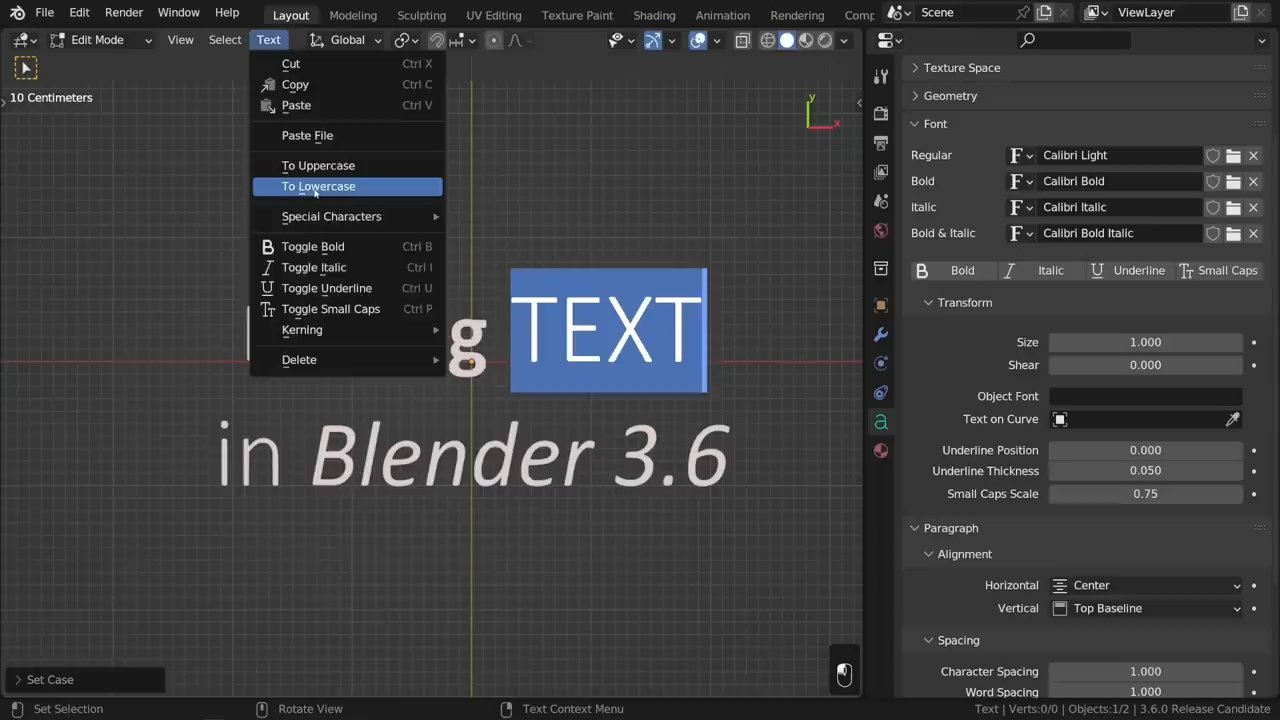 File Edit Render Window Help Layout Modeling Sculpting UV Editing Texture Paint Shading Animation Rendering Comp Scene ViewLayer
Edit Mode View Select Text Global
10 Centimeters
Cut Ctrl X
Copy Ctrl C
Paste Ctrl V
Paste File
To Uppercase
To Lowercase
Special Characters
Toggle Bold Ctrl B
Toggle Italic Ctrl I
Toggle Underline Ctrl U
Toggle Small Caps Ctrl P
Kerning
Delete
y
x
g TEXT
in Blender 3.6
Set Case
Texture Space
Geometry
Font
Regular F Calibri Light
Bold F Calibri Bold
Italic F Calibri Italic
Bold & Italic F Calibri Bold Italic
B Bold I Italic U Underline Tt Small Caps
Transform
Size 1.000
Shear 0.000
Object Font
Text on Curve
Underline Position 0.000
Underline Thickness 0.050
Small Caps Scale 0.75
Paragraph
Alignment
Horizontal Center
Vertical Top Baseline
Spacing
Character Spacing 1.000
Word Spacing 1.000
Set Selection Rotate View Text Context Menu Text | Verts:0/0 | Objects:1/2 | 3.6.0 Release Candidate